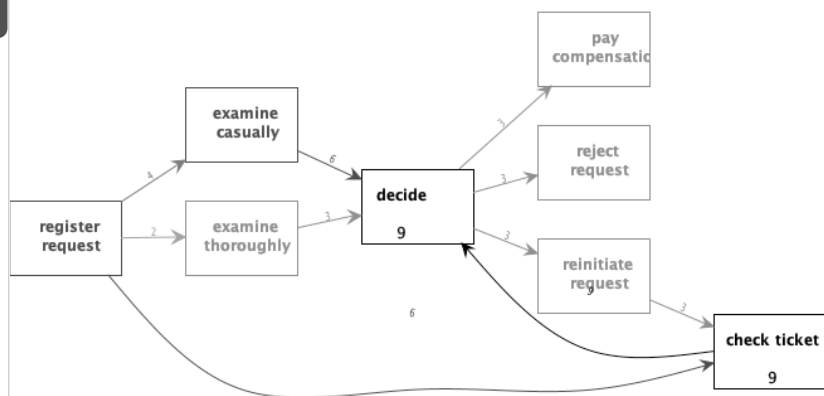 pay
compensatio
examine
casually
3
6
4
reject
request
decide
3
9
register
request
2
examine
thoroughly
3
3
reinitiate
request
9
3
6
check ticket
9